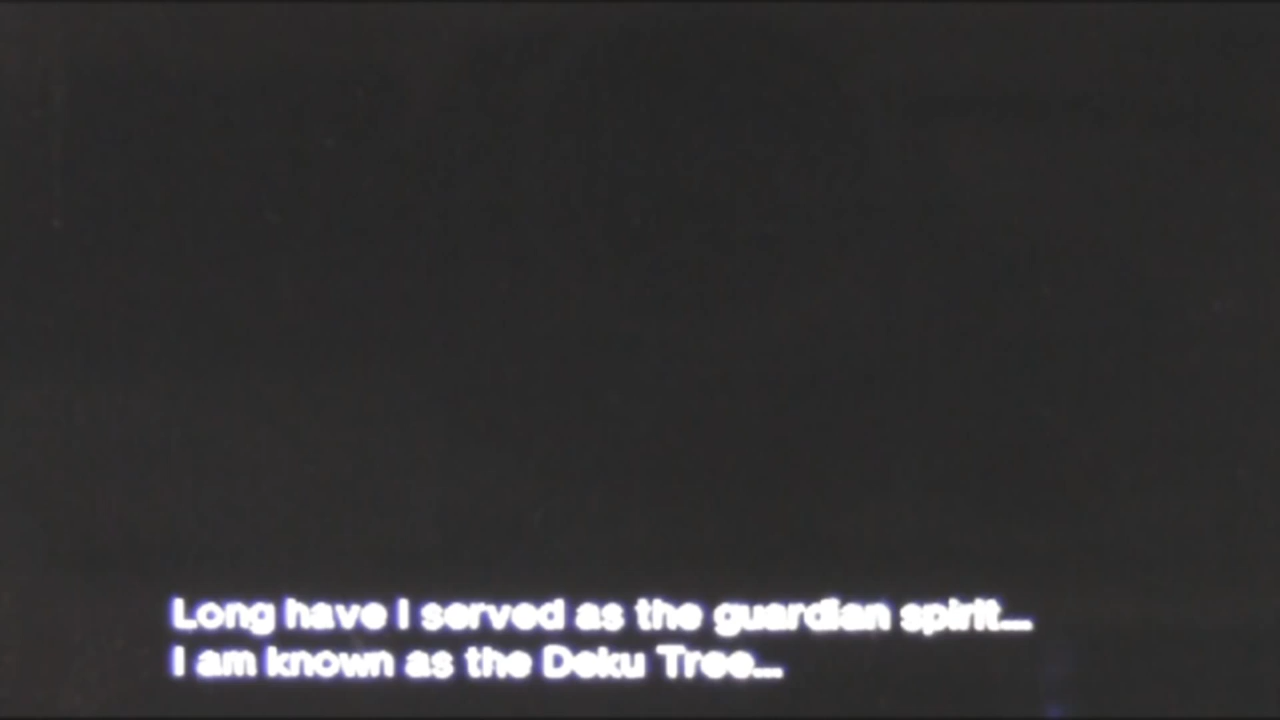 Long have I served as the guardian spirit...
I am known as the Deku Tree...